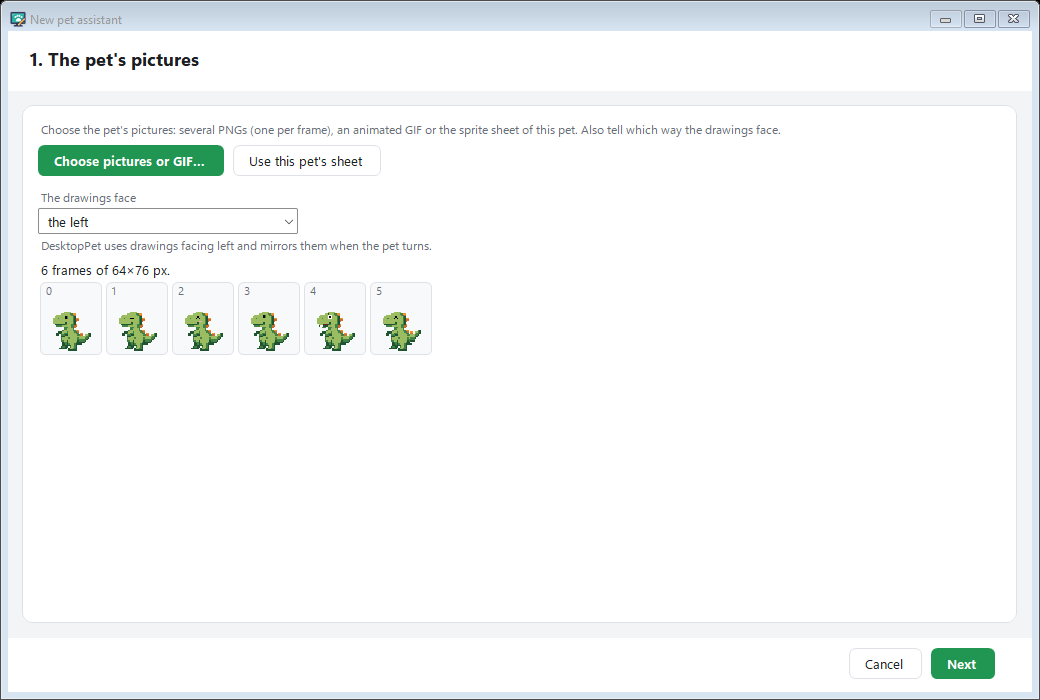 New pet assistant
1. The pet's pictures
Choose the pet's pictures: several PNGs (one per frame), an animated GIF or the sprite sheet of this pet. Also tell which way the drawings face.
Choose pictures or GIF...
Use this pet's sheet
The drawings face
the left
DesktopPet uses drawings facing left and mirrors them when the pet turns.
6 frames of 64×76 px.
0 1 2 3 4 5
Cancel
Next